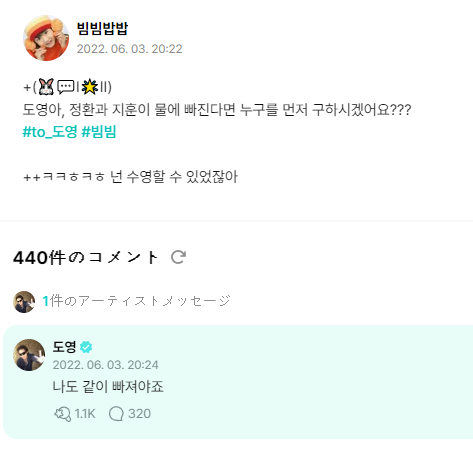 빔빔밥밥
2022. 06. 03. 20:22
+(🐰💬|🌟||)
도영아, 정환과 지훈이 물에 빠진다면 누구를 먼저 구하시겠어요???
#to_도영 #빔빔
++ㅋㅋㅎㅋㅎ 넌 수영할 수 있었잖아
440件のコメント
1件のアーティストメッセージ
도영
2022. 06. 03. 20:24
나도 같이 빠져야죠
1.1K 320